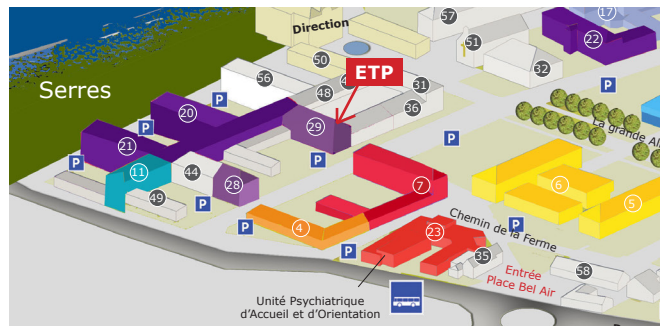 57
17
Direction
51
22
50
ETP
32
56
31
48
36
P
P
Serres
20
29
P
La grande
21
P
P
P
11
44
28
7
6
49
P
5
4
P
P
23
P
Chemin de la Ferme
35
Entrée
Place Bel Air
58
Unité Psychiatrique
d'Accueil et d'Orientation